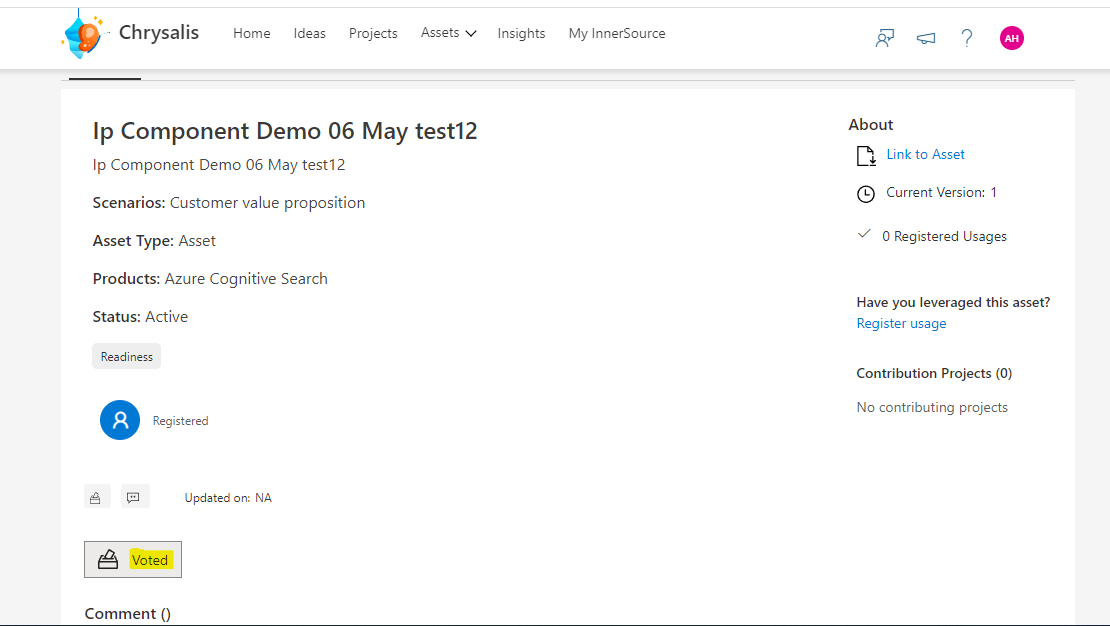 Chrysalis Home Ideas Projects Assets Insights My InnerSource ? AH
Ip Component Demo 06 May test12
Ip Component Demo 06 May test12
Scenarios: Customer value proposition
Asset Type: Asset
Products: Azure Cognitive Search
Status: Active
Readiness
Registered
Updated on: NA
Voted
Comment ()
About
Link to Asset
Current Version: 1
0 Registered Usages
Have you leveraged this asset?
Register usage
Contribution Projects (0)
No contributing projects